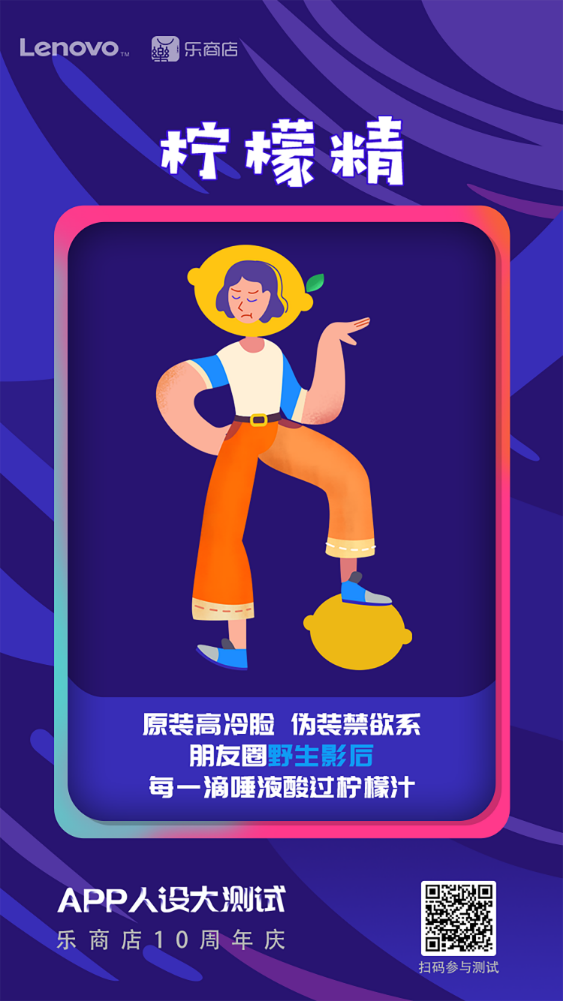 Lenovo™ 乐商店
柠檬精
原装高冷脸 伪装禁欲系
朋友圈野生影后
每一滴唾液酸过柠檬汁
APP人设大测试
乐商店10周年庆
扫码参与测试